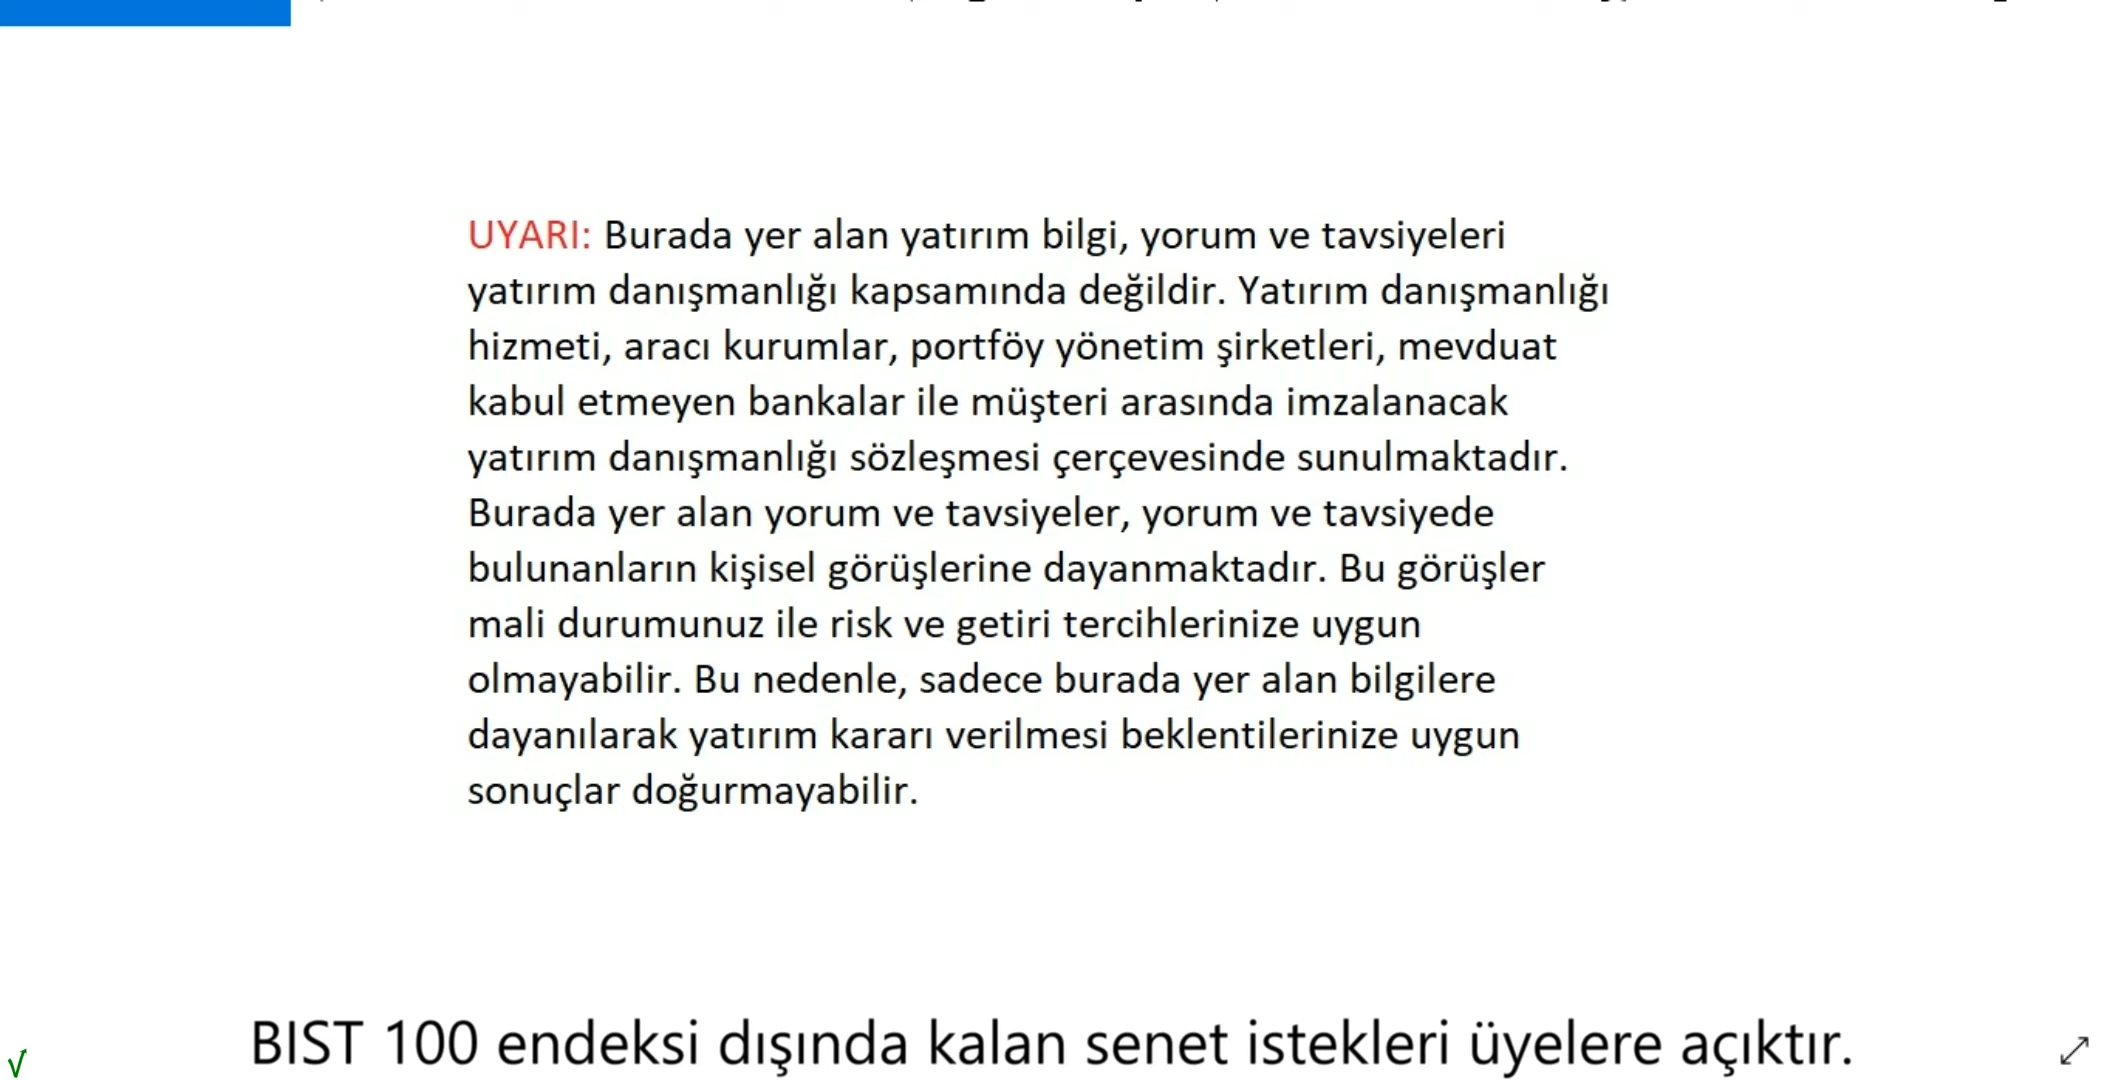 UYARI: Burada yer alan yatırım bilgi, yorum ve tavsiyeleri
yatırım danışmanlığı kapsamında değildir. Yatırım danışmanlığı
hizmeti, aracı kurumlar, portföy yönetim şirketleri, mevduat
kabul etmeyen bankalar ile müşteri arasında imzalanacak
yatırım danışmanlığı sözleşmesi çerçevesinde sunulmaktadır.
Burada yer alan yorum ve tavsiyeler, yorum ve tavsiyede
bulunanların kişisel görüşlerine dayanmaktadır. Bu görüşler
mali durumunuz ile risk ve getiri tercihlerinize uygun
olmayabilir. Bu nedenle, sadece burada yer alan bilgilere
dayanılarak yatırım kararı verilmesi beklentilerinize uygun
sonuçlar doğurmayabilir.
BIST 100 endeksi dışında kalan senet istekleri üyelere açıktır.